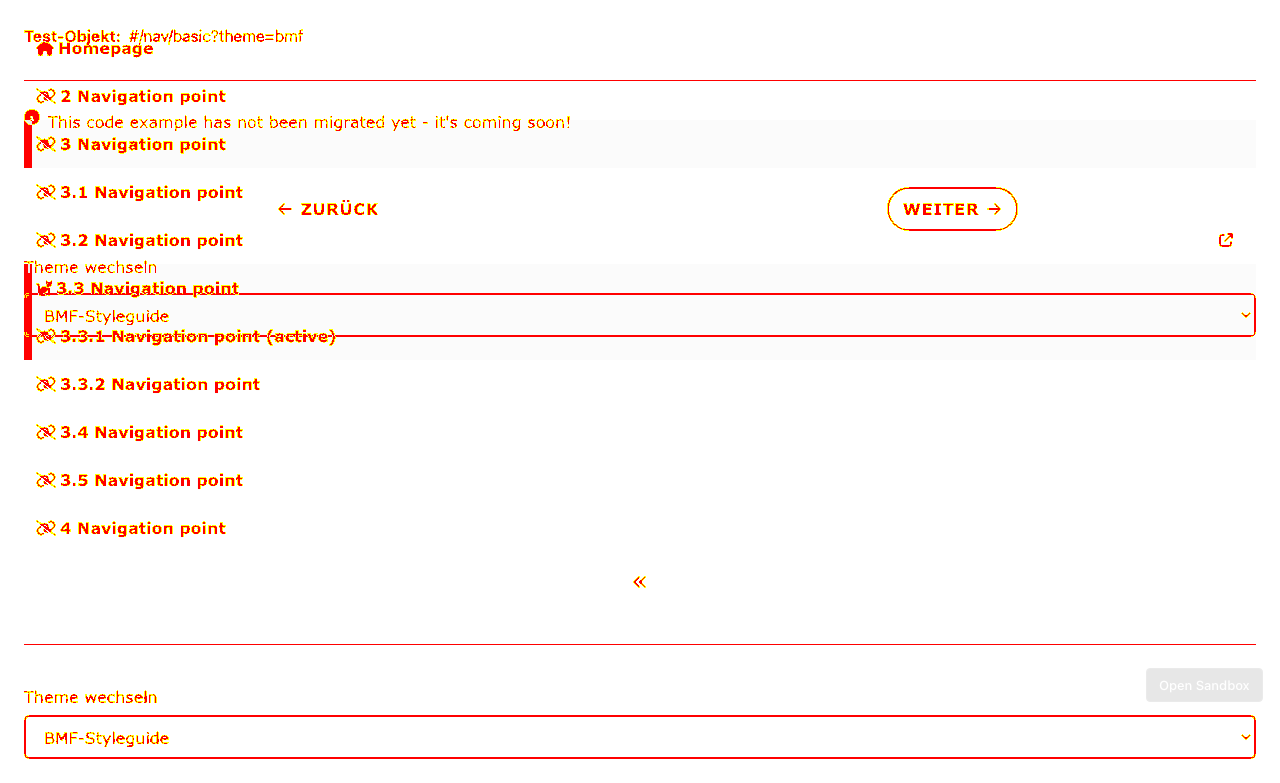 Test-Objekt: #/nav/basic?theme=bmf
Homepage
2 Navigation point
This code example has not been migrated yet - it's coming soon!
3 Navigation point
3.1 Navigation point
← ZURÜCK
WEITER →
3.2 Navigation point
Theme wechseln
3.3 Navigation point
BMF-Styleguide
3.3.1 Navigation point (active)
3.3.2 Navigation point
3.4 Navigation point
3.5 Navigation point
4 Navigation point
«
Open Sandbox
Theme wechseln
BMF-Styleguide